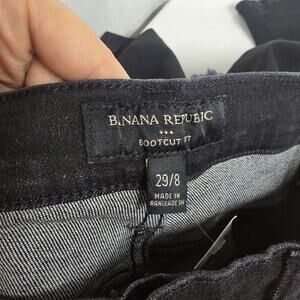 BANANA REPUBLIC
BOOTCUT FIT
29/8
MADE IN
BANGLADESH